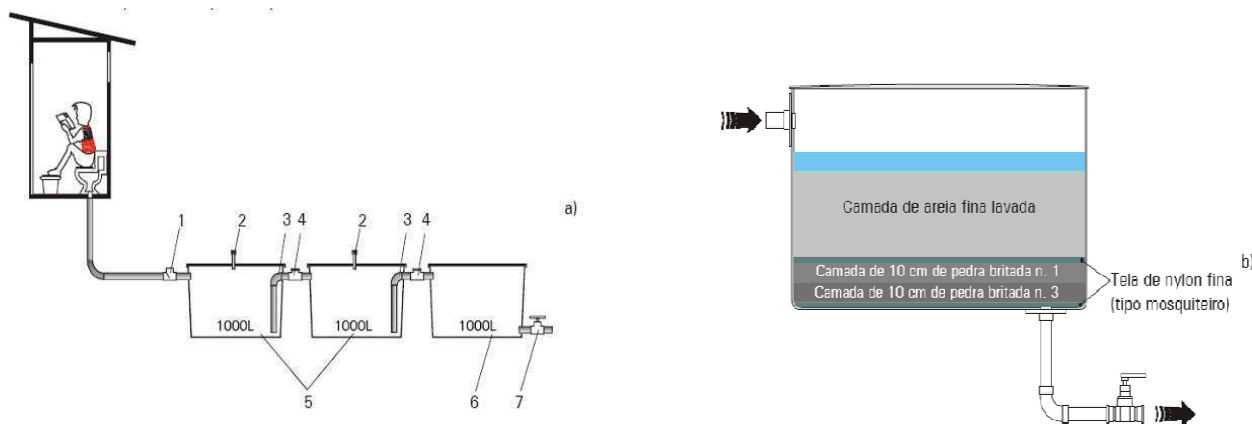 a)
1
2
3
4
2
3
4
1000L
1000L
1000L
5
6
7
b)
Camada de areia fina lavada
Camada de 10 cm de pedra britada n. 1
Camada de 10 cm de pedra britada n. 3
Tela de nylon fina
(tipo mosquiteiro)